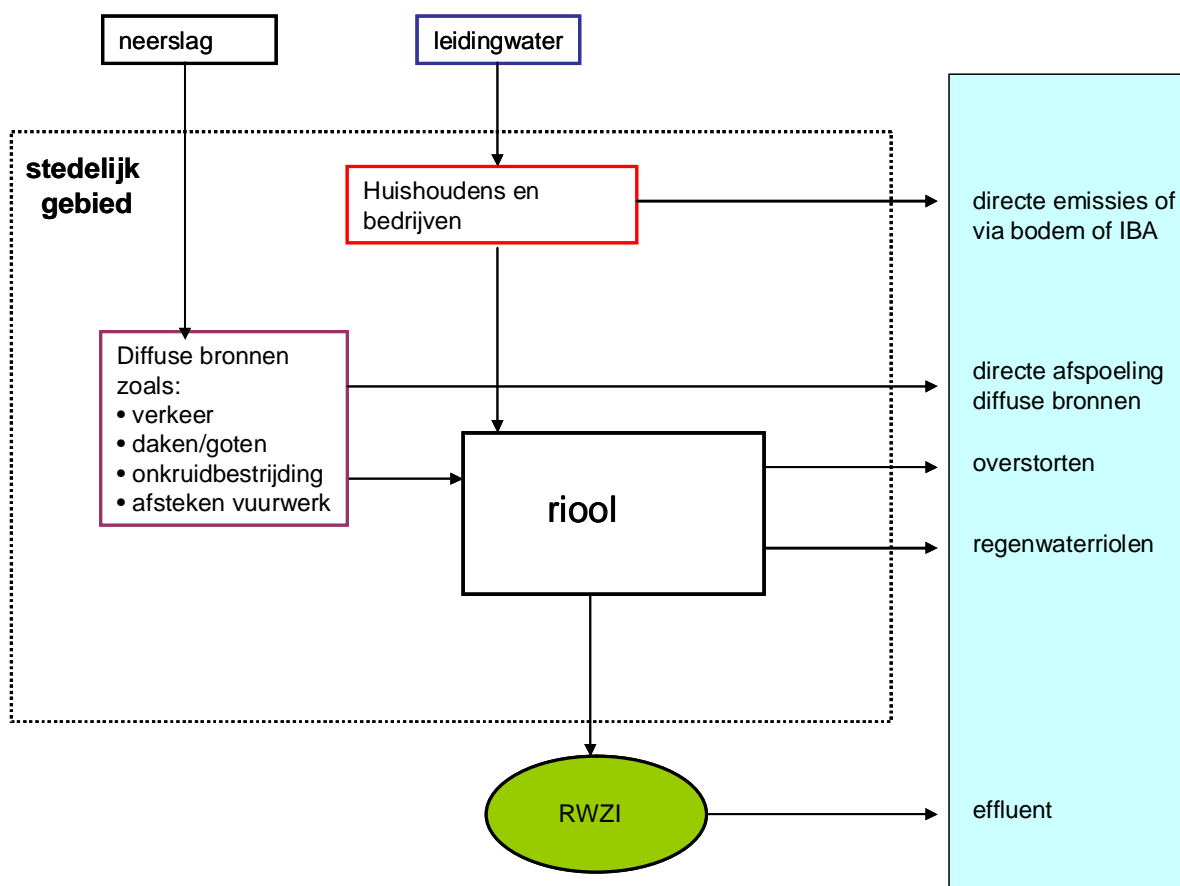 neerslag
leidingwater
stedelijk
gebied
Huishoudens en
bedrijven
directe emissies of
via bodem of IBA
Diffuse bronnen
zoals:
• verkeer
• daken/goten
• onkruidbestrijding
• afsteken vuurwerk
directe afspoeling
diffuse bronnen
riool
overstorten
regenwaterriolen
RWZI
effluent